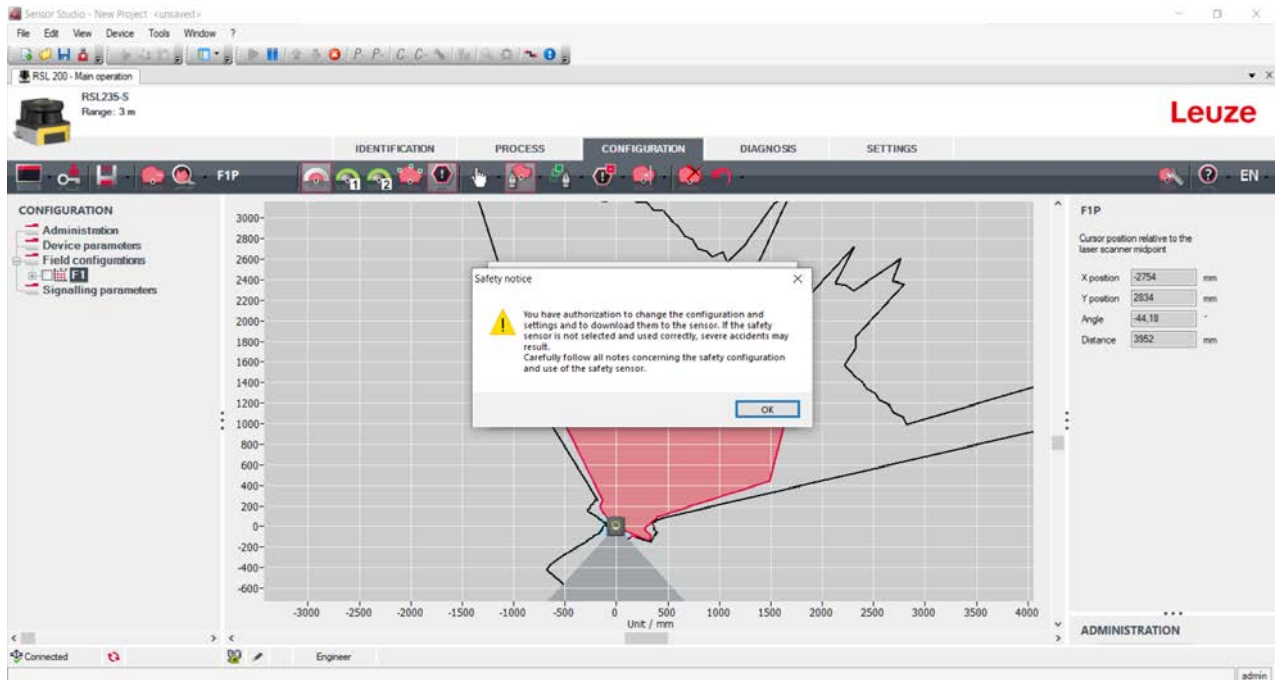 Sensor Studio - New Project <unsaved>
File Edit View Device Tools Window ?
P P- C C-
RSL 200 - Main operation
RSL235-S
Range: 3 m
Leuze
IDENTIFICATION PROCESS CONFIGURATION DIAGNOSIS SETTINGS
F1P
1
2
EN
CONFIGURATION
Administration
Device parameters
Field configurations
F1
Signalling parameters
3000
2800
2600
2400
2200
2000
1800
1600
1400
1200
1000
800
600
400
200
0
-200
-400
-600
-3000 -2500 -2000 -1500 -1000 -500 0 500 1000 1500 2000 2500 3000 3500 4000
Unit / mm
Safety notice
You have authorization to change the configuration and
settings and to download them to the sensor. If the safety
sensor is not selected and used correctly, severe accidents may
result.
Carefully follow all notes concerning the safety configuration
and use of the safety sensor.
OK
F1P
Cursor position relative to the
laser scanner midpoint
X position -2754 mm
Y position 2834 mm
Angle -44,18 °
Distance 3952 mm
ADMINISTRATION
Connected
Engineer
admin